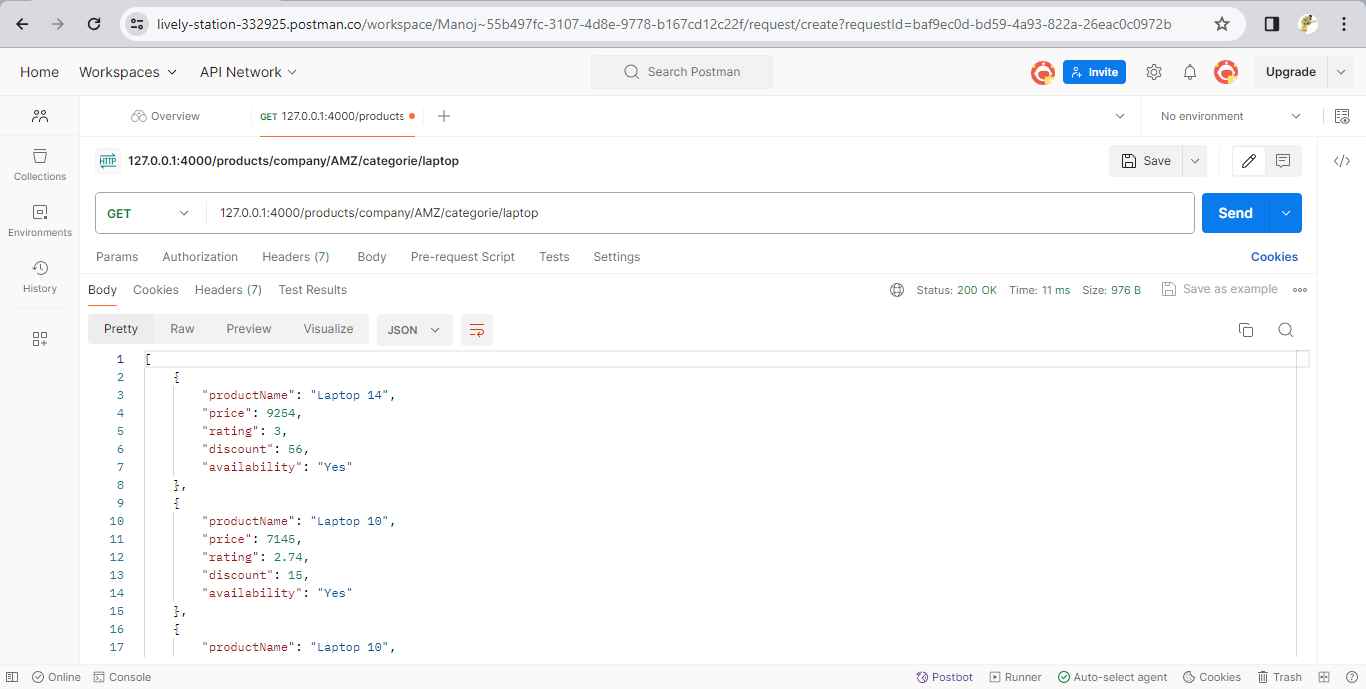 lively-station-332925.postman.co/workspace/Manoj~55b497fc-3107-4d8e-9778-b167cd12c22f/request/create?requestId=baf9ec0d-bd59-4a93-822a-26eac0c0972b
Home Workspaces API Network Search Postman Invite Upgrade
Overview GET 127.0.0.1:4000/products No environment
HTTP 127.0.0.1:4000/products/company/AMZ/categorie/laptop Save
Collections
GET 127.0.0.1:4000/products/company/AMZ/categorie/laptop Send
Environments
Params Authorization Headers (7) Body Pre-request Script Tests Settings Cookies
History
Body Cookies Headers (7) Test Results Status: 200 OK Time: 11 ms Size: 976 B Save as example
Pretty Raw Preview Visualize JSON
1 [
2 {
3 "productName": "Laptop 14",
4 "price": 9254,
5 "rating": 3,
6 "discount": 56,
7 "availability": "Yes"
8 },
9 {
10 "productName": "Laptop 10",
11 "price": 7145,
12 "rating": 2.74,
13 "discount": 15,
14 "availability": "Yes"
15 },
16 {
17 "productName": "Laptop 10",
Online Console Postbot Runner Auto-select agent Cookies Trash